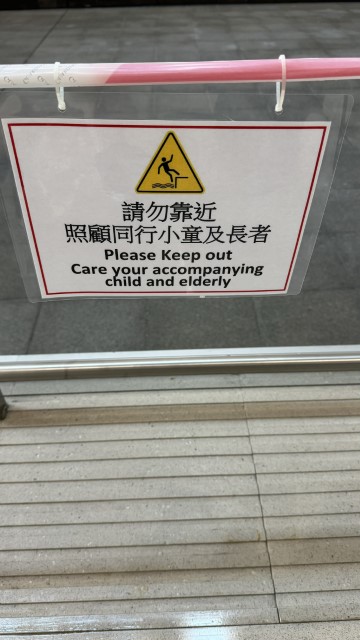 請勿靠近
照顧同行小童及長者
Please Keep out
Care your accompanying
child and elderly